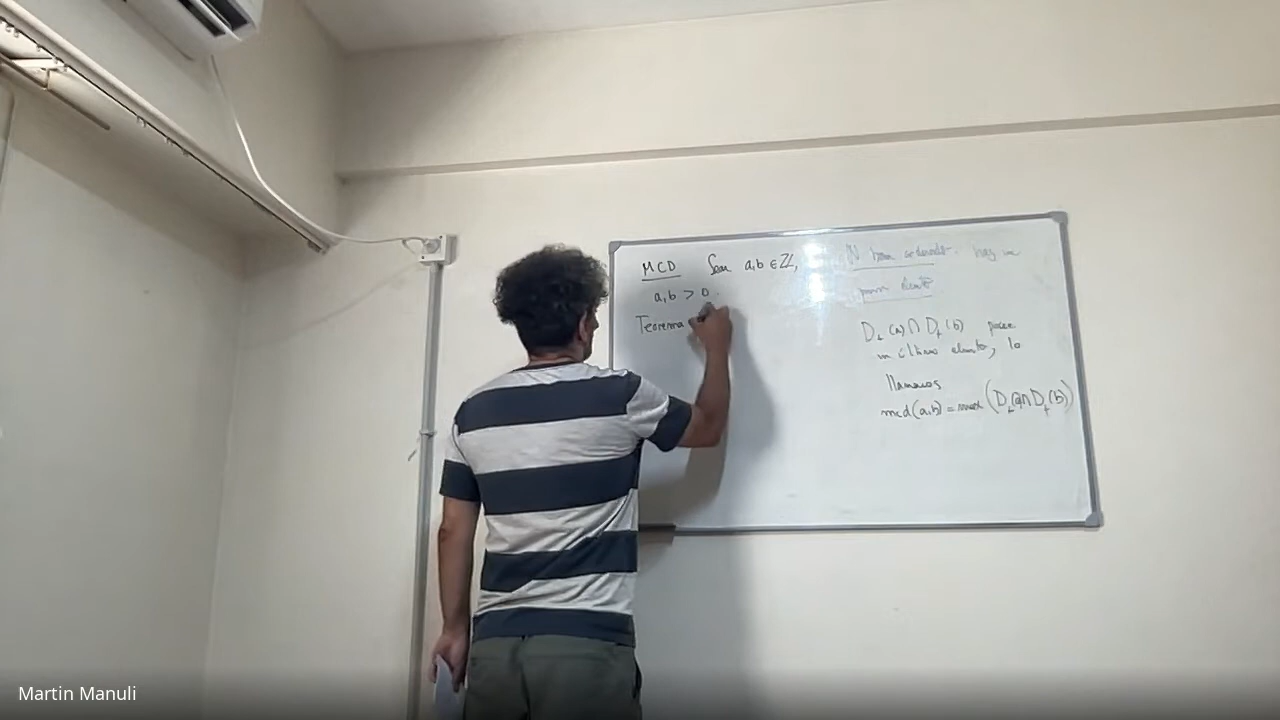 MCD Sean a,b ∈ ℤ,
a,b > 0.
Teorema
ℕ bien ordenado: hay un
primer elemento
D₊(a) ∩ D₊(b) posee
un último elemento, lo
llamamos
mcd(a,b) = max (D₊(a) ∩ D₊(b))
Martin Manuli